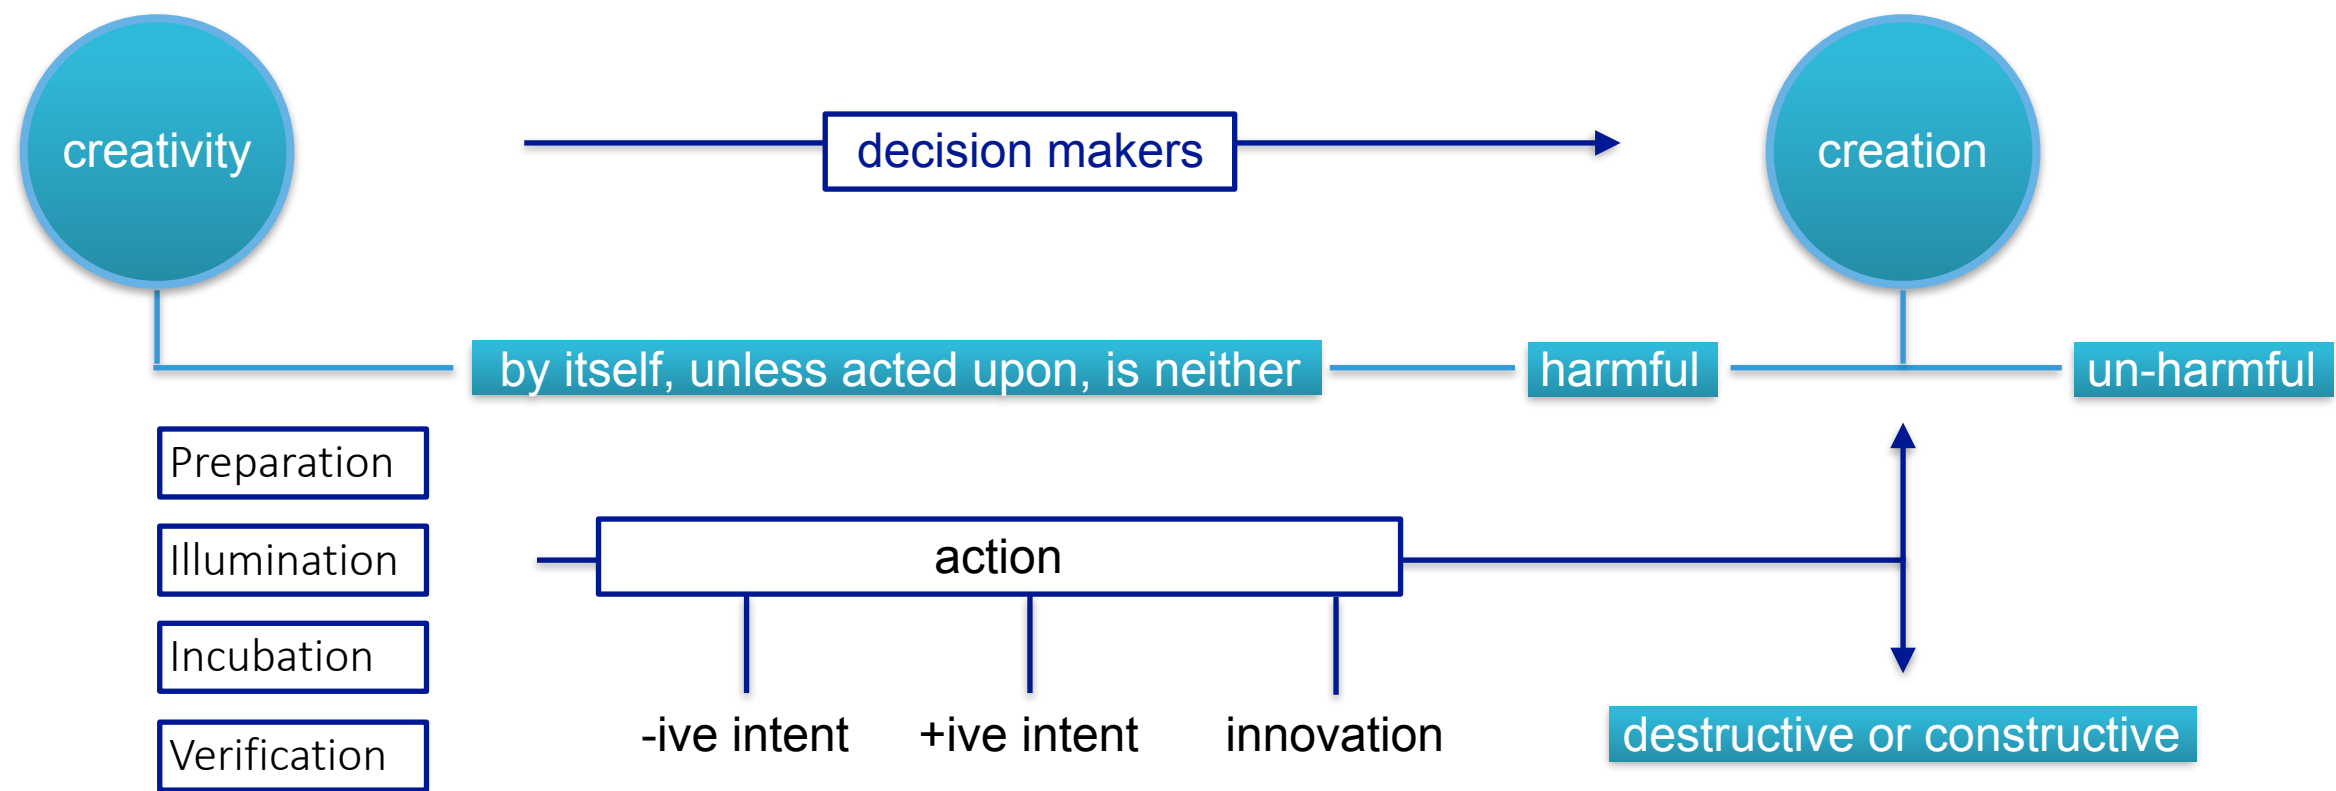 creativity
decision makers
creation
by itself, unless acted upon, is neither
harmful
un-harmful
Preparation
Illumination
Incubation
Verification
action
-ive intent
+ive intent
innovation
destructive or constructive